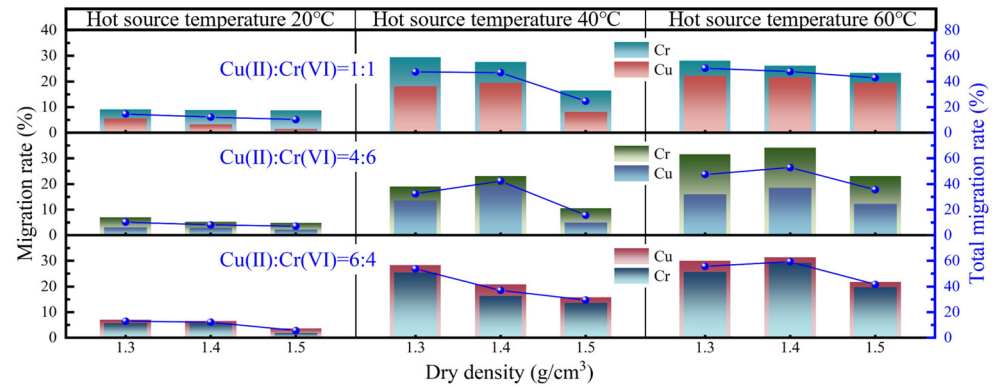 Hot source temperature 20°C Hot source temperature 40°C Hot source temperature 60°C
40 80
Cu(II):Cr(VI)=1:1 Cr
Cu
30 60
20 40
10 20
0 0
Cu(II):Cr(VI)=4:6 Cr
Cu
30 60
20 40
10 20
0 0
Cu(II):Cr(VI)=6:4 Cu
Cr
30 60
20 40
10 20
0 0
1.3 1.4 1.5 1.3 1.4 1.5 1.3 1.4 1.5
Dry density (g/cm³)
Migration rate (%)
Total migration rate (%)